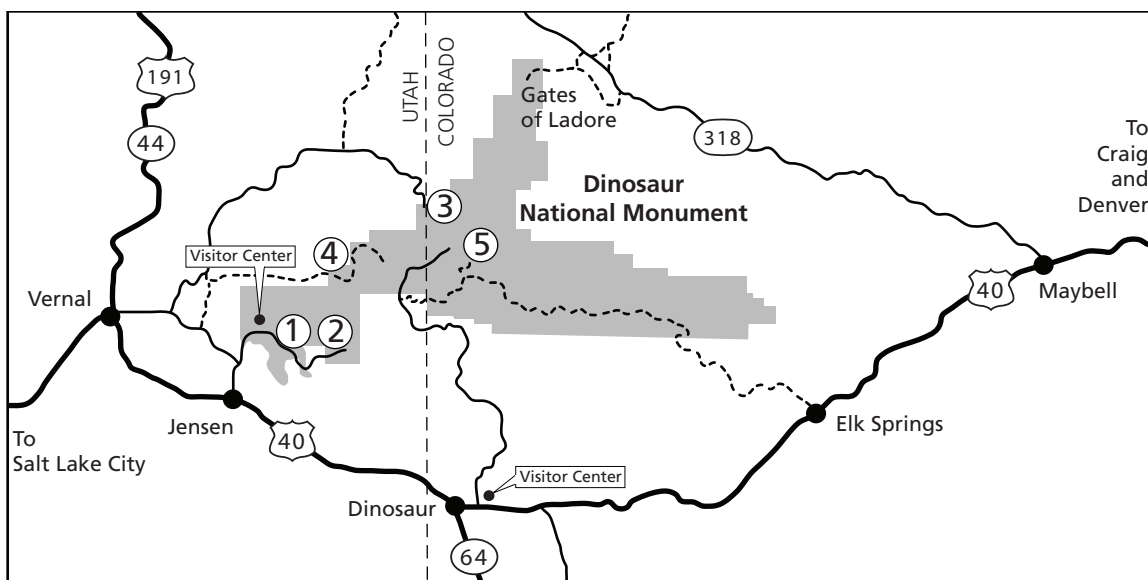 191
44
UTAH
COLORADO
Gates
of Ladore
318
To
Craig
and
Denver
Dinosaur
National Monument
3
5
4
Visitor Center
Vernal
40
Maybell
1
2
Jensen
Elk Springs
To
Salt Lake City
40
Visitor Center
Dinosaur
64